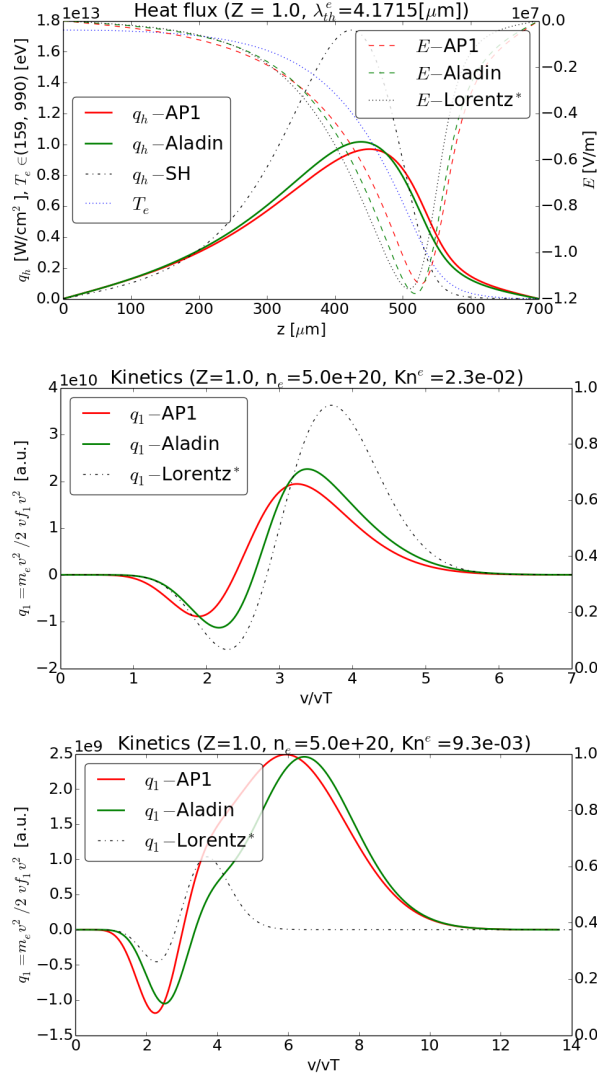 Heat flux (Z = 1.0, λ_th^e=4.1715[μm])
1e13
1e7
q_h [W/cm² ], T_e ∈(159, 990) [eV]
1.8
1.6
1.4
1.2
1.0
0.8
0.6
0.4
0.2
0.0
q_h −AP1
q_h −Aladin
q_h −SH
T_e
E−AP1
E−Aladin
E−Lorentz*
0.0
−0.2
−0.4
−0.6
−0.8
−1.0
−1.2
E [V/m]
0 100 200 300 400 500 600 700
z [μm]
Kinetics (Z=1.0, n_e=5.0e+20, Kn^e =2.3e-02)
1e10
q_1 =m_e v² /2 vf_1 v² [a.u.]
4
3
2
1
0
−1
−2
q_1 −AP1
q_1 −Aladin
q_1 −Lorentz*
1.0
0.8
0.6
0.4
0.2
0.0
0 1 2 3 4 5 6 7
v/vT
Kinetics (Z=1.0, n_e=5.0e+20, Kn^e =9.3e-03)
1e9
q_1 =m_e v² /2 vf_1 v² [a.u.]
2.5
2.0
1.5
1.0
0.5
0.0
−0.5
−1.0
−1.5
q_1 −AP1
q_1 −Aladin
q_1 −Lorentz*
1.0
0.8
0.6
0.4
0.2
0.0
0 2 4 6 8 10 12 14
v/vT